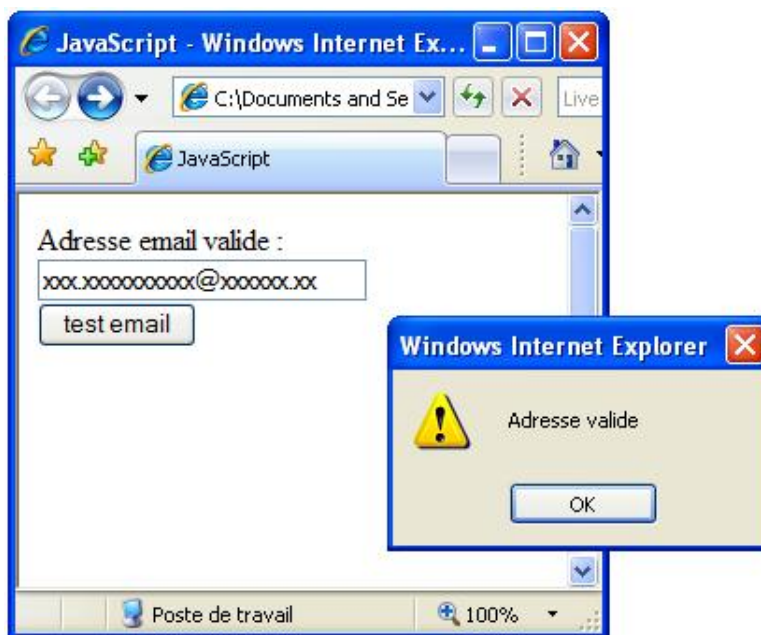 JavaScript - Windows Internet Ex...
C:\Documents and Se
Live
JavaScript
Adresse email valide :
xxx.xxxxxxxxxx@xxxxxx.xx
test email
Windows Internet Explorer
Adresse valide
OK
Poste de travail
100%